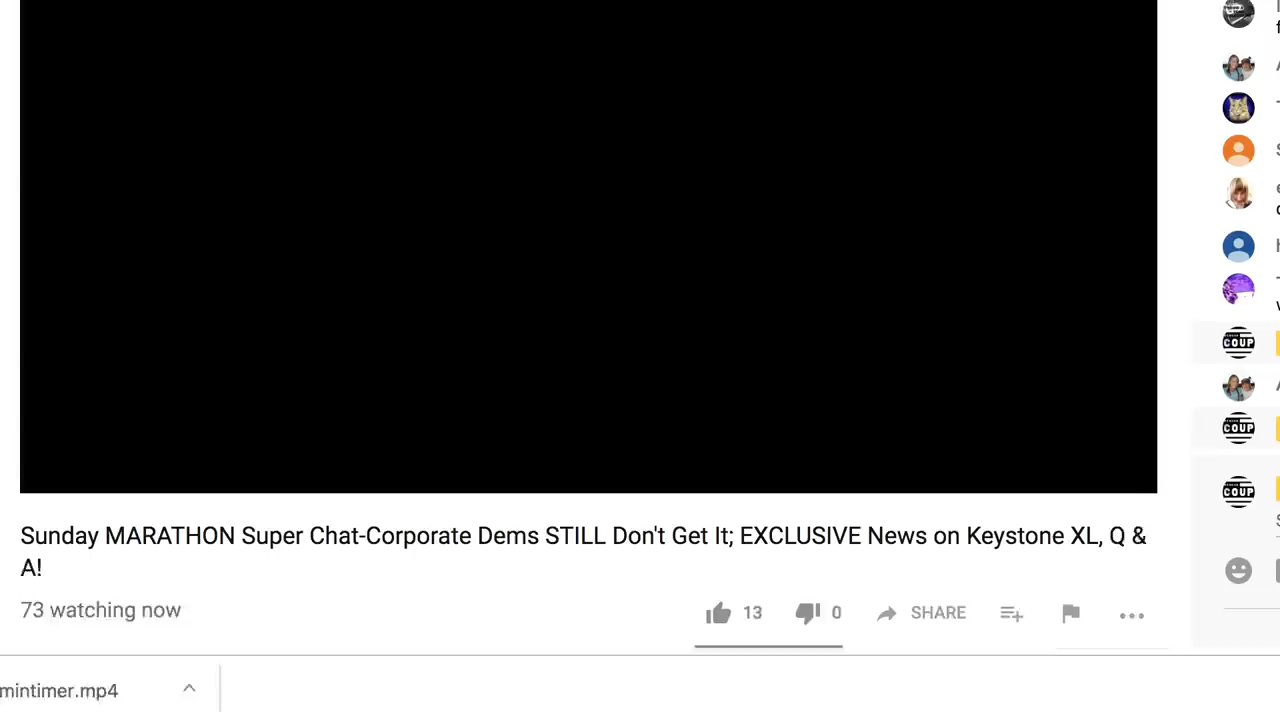 COUP
COUP
COUP
Sunday MARATHON Super Chat-Corporate Dems STILL Don't Get It; EXCLUSIVE News on Keystone XL, Q &
A!
73 watching now
13
0
SHARE
mintimer.mp4